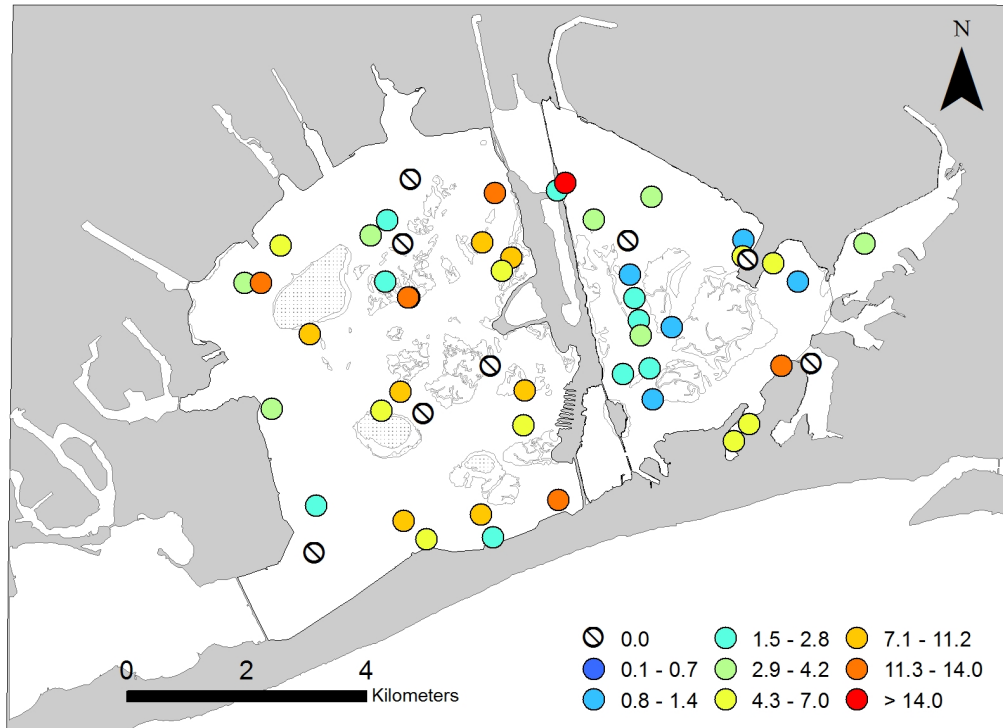 N
0 2 4
Kilometers
0.0 1.5 - 2.8 7.1 - 11.2
0.1 - 0.7 2.9 - 4.2 11.3 - 14.0
0.8 - 1.4 4.3 - 7.0 > 14.0